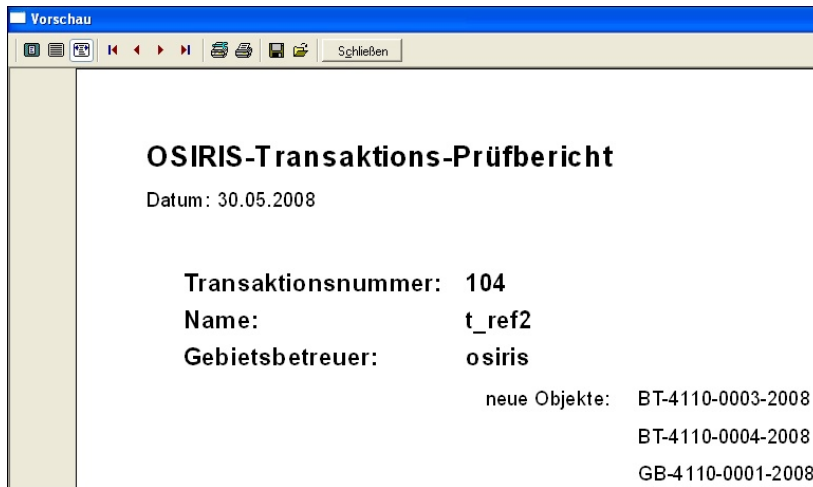 Vorschau
Schließen
OSIRIS-Transaktions-Prüfbericht
Datum: 30.05.2008
Transaktionsnummer: 104
Name: t_ref2
Gebietsbetreuer: osiris
neue Objekte: BT-4110-0003-2008
BT-4110-0004-2008
GB-4110-0001-2008